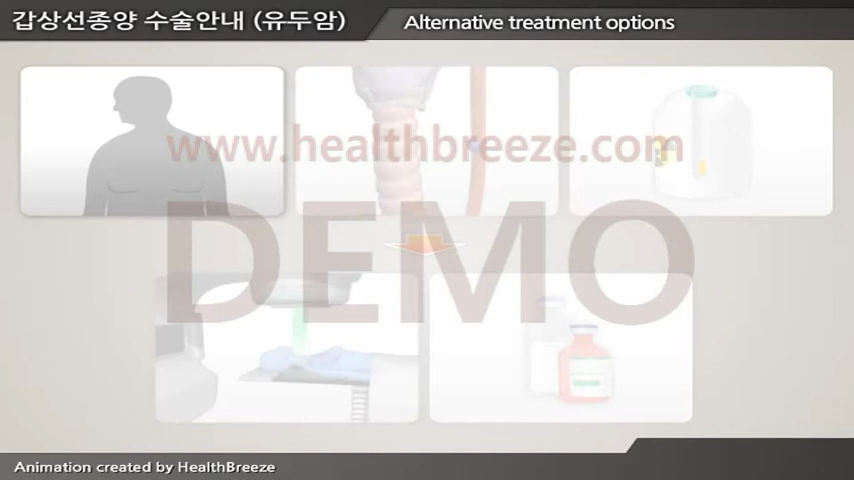 갑상선종양 수술안내 (유두암)
Alternative treatment options
www.healthbreeze.com
DEMO
Animation created by HealthBreeze